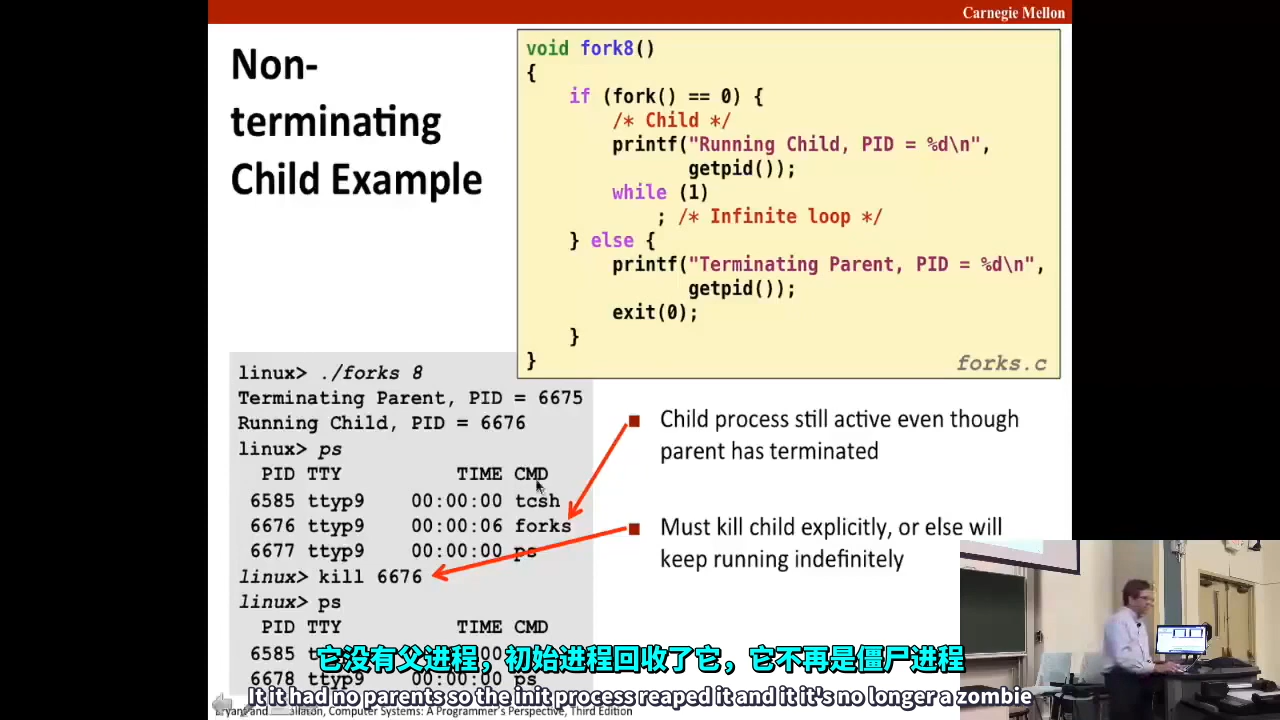 Carnegie Mellon
Non-
terminating
Child Example
void fork8()
{
    if (fork() == 0) {
        /* Child */
        printf("Running Child, PID = %d\n",
               getpid());
        while (1)
            ; /* Infinite loop */
    } else {
        printf("Terminating Parent, PID = %d\n",
               getpid());
        exit(0);
    }
}
forks.c
linux> ./forks 8
Terminating Parent, PID = 6675
Running Child, PID = 6676
linux> ps
  PID TTY          TIME CMD
 6585 ttyp9    00:00:00 tcsh
 6676 ttyp9    00:00:06 forks
 6677 ttyp9    00:00:00 ps
linux> kill 6676
linux> ps
  PID TTY          TIME CMD
 6585
 6678 ps
Child process still active even though
parent has terminated
Must kill child explicitly, or else will
keep running indefinitely
它没有父进程，初始进程回收了它，它不再是僵尸进程
It it had no parents so the init process reaped it and it it's no longer a zombie
Computer Systems: A Programmer's Perspective, Third Edition